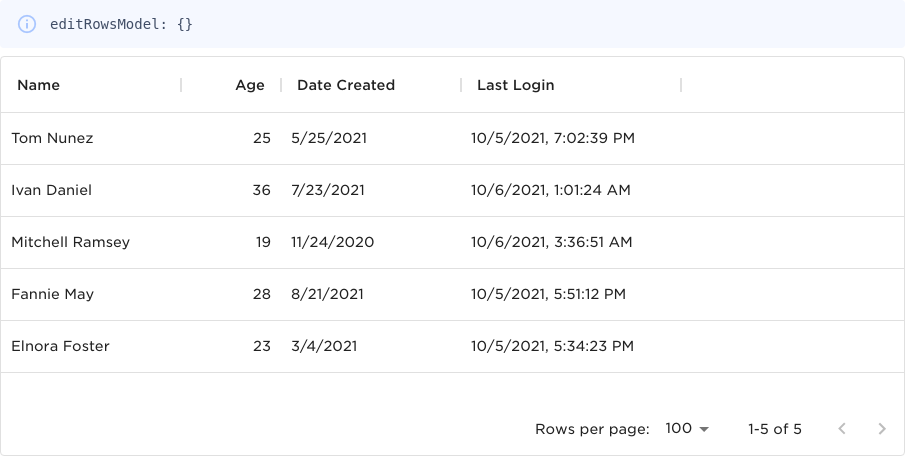 editRowsModel: {}
Name Age Date Created Last Login
Tom Nunez 25 5/25/2021 10/5/2021, 7:02:39 PM
Ivan Daniel 36 7/23/2021 10/6/2021, 1:01:24 AM
Mitchell Ramsey 19 11/24/2020 10/6/2021, 3:36:51 AM
Fannie May 28 8/21/2021 10/5/2021, 5:51:12 PM
Elnora Foster 23 3/4/2021 10/5/2021, 5:34:23 PM
Rows per page: 100 1-5 of 5